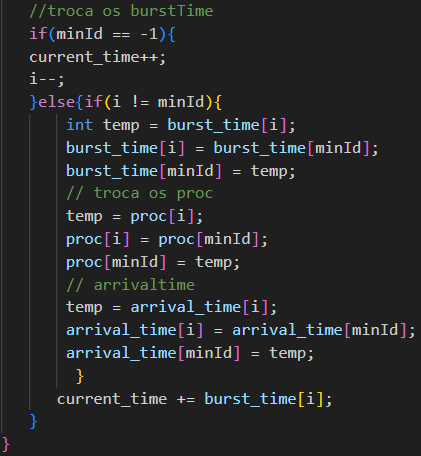 //troca os burstTime
if(minId == -1){
current_time++;
i--;
}else{if(i != minId){
int temp = burst_time[i];
burst_time[i] = burst_time[minId];
burst_time[minId] = temp;
// troca os proc
temp = proc[i];
proc[i] = proc[minId];
proc[minId] = temp;
// arrivaltime
temp = arrival_time[i];
arrival_time[i] = arrival_time[minId];
arrival_time[minId] = temp;
}
current_time += burst_time[i];
}
}